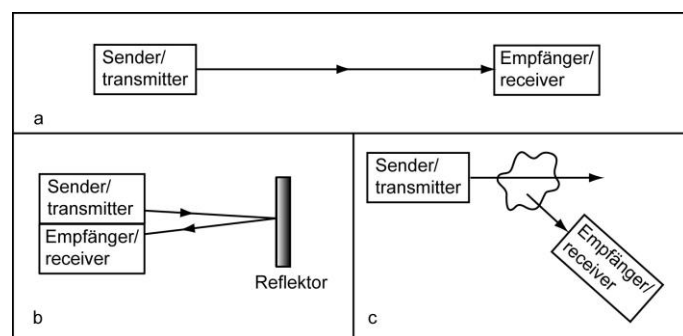 Sender/
transmitter
Empfänger/
receiver
a
Sender/
transmitter
Empfänger/
receiver
Reflektor
b
Sender/
transmitter
Empfänger/
receiver
c